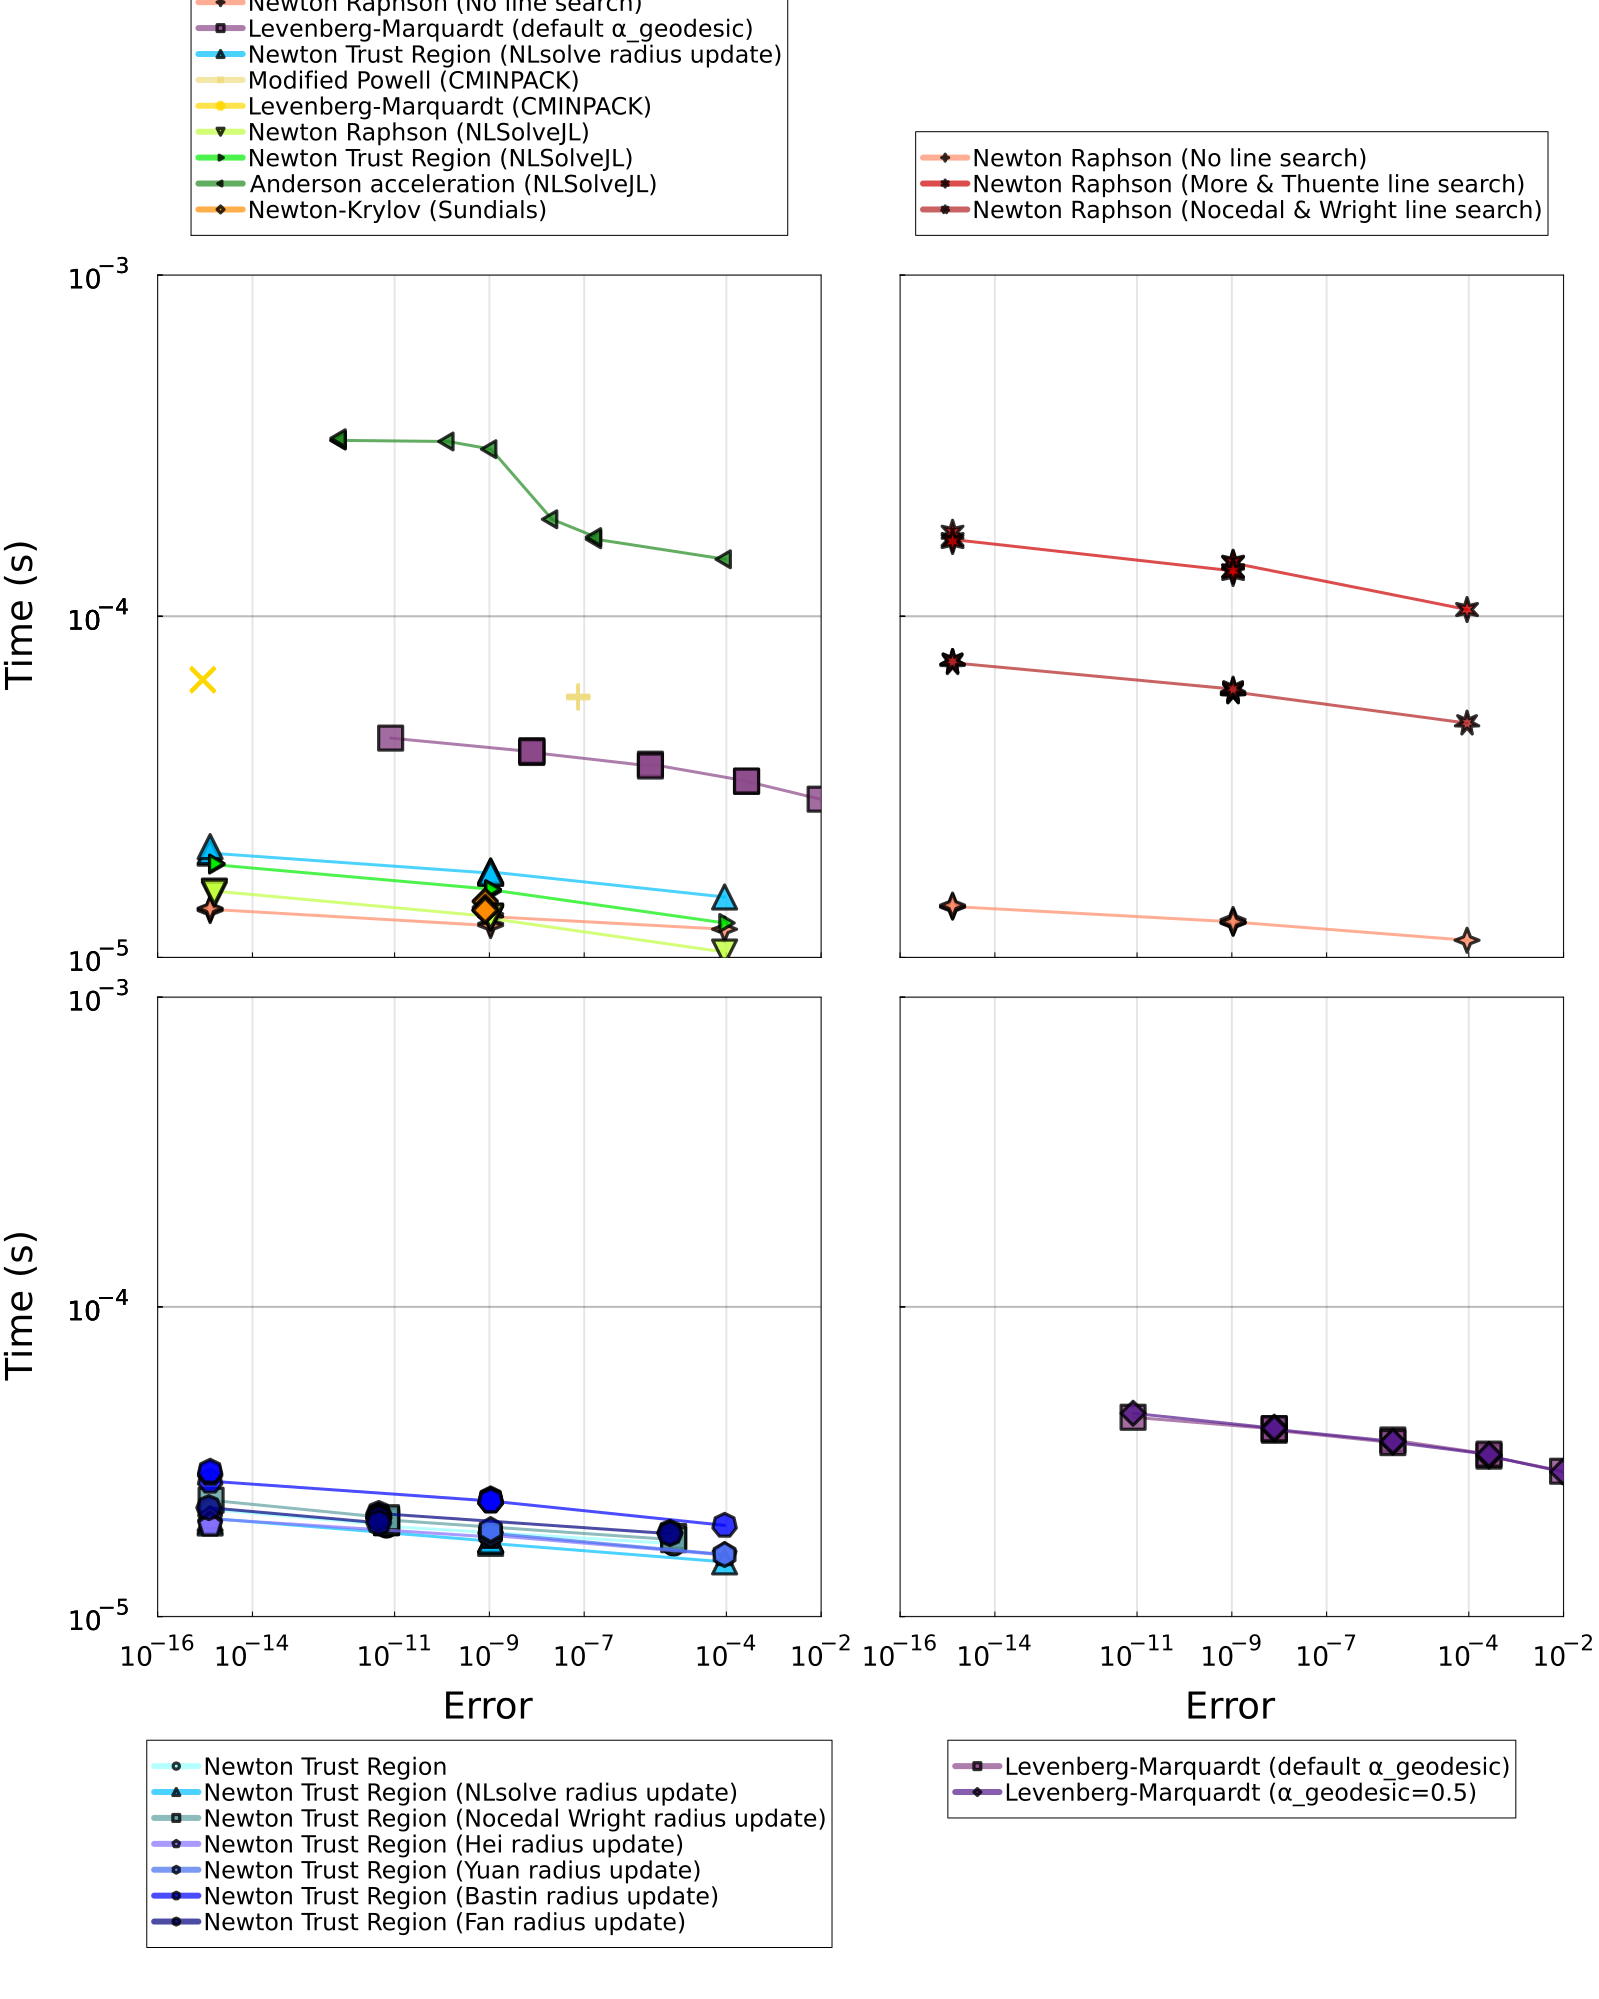 Newton Raphson (No line search)
Levenberg-Marquardt (default α_geodesic)
Newton Trust Region (NLsolve radius update)
Modified Powell (CMINPACK)
Levenberg-Marquardt (CMINPACK)
Newton Raphson (NLSolveJL)
Newton Trust Region (NLSolveJL)
Anderson acceleration (NLSolveJL)
Newton-Krylov (Sundials)
Newton Raphson (No line search)
Newton Raphson (More & Thuente line search)
Newton Raphson (Nocedal & Wright line search)
10⁻³
10⁻⁴
10⁻⁵
Time (s)
10⁻³
10⁻⁴
10⁻⁵
Time (s)
10⁻¹⁶ 10⁻¹⁴ 10⁻¹¹ 10⁻⁹ 10⁻⁷ 10⁻⁴ 10⁻²
Error
10⁻¹⁶ 10⁻¹⁴ 10⁻¹¹ 10⁻⁹ 10⁻⁷ 10⁻⁴ 10⁻²
Error
Newton Trust Region
Newton Trust Region (NLsolve radius update)
Newton Trust Region (Nocedal Wright radius update)
Newton Trust Region (Hei radius update)
Newton Trust Region (Yuan radius update)
Newton Trust Region (Bastin radius update)
Newton Trust Region (Fan radius update)
Levenberg-Marquardt (default α_geodesic)
Levenberg-Marquardt (α_geodesic=0.5)